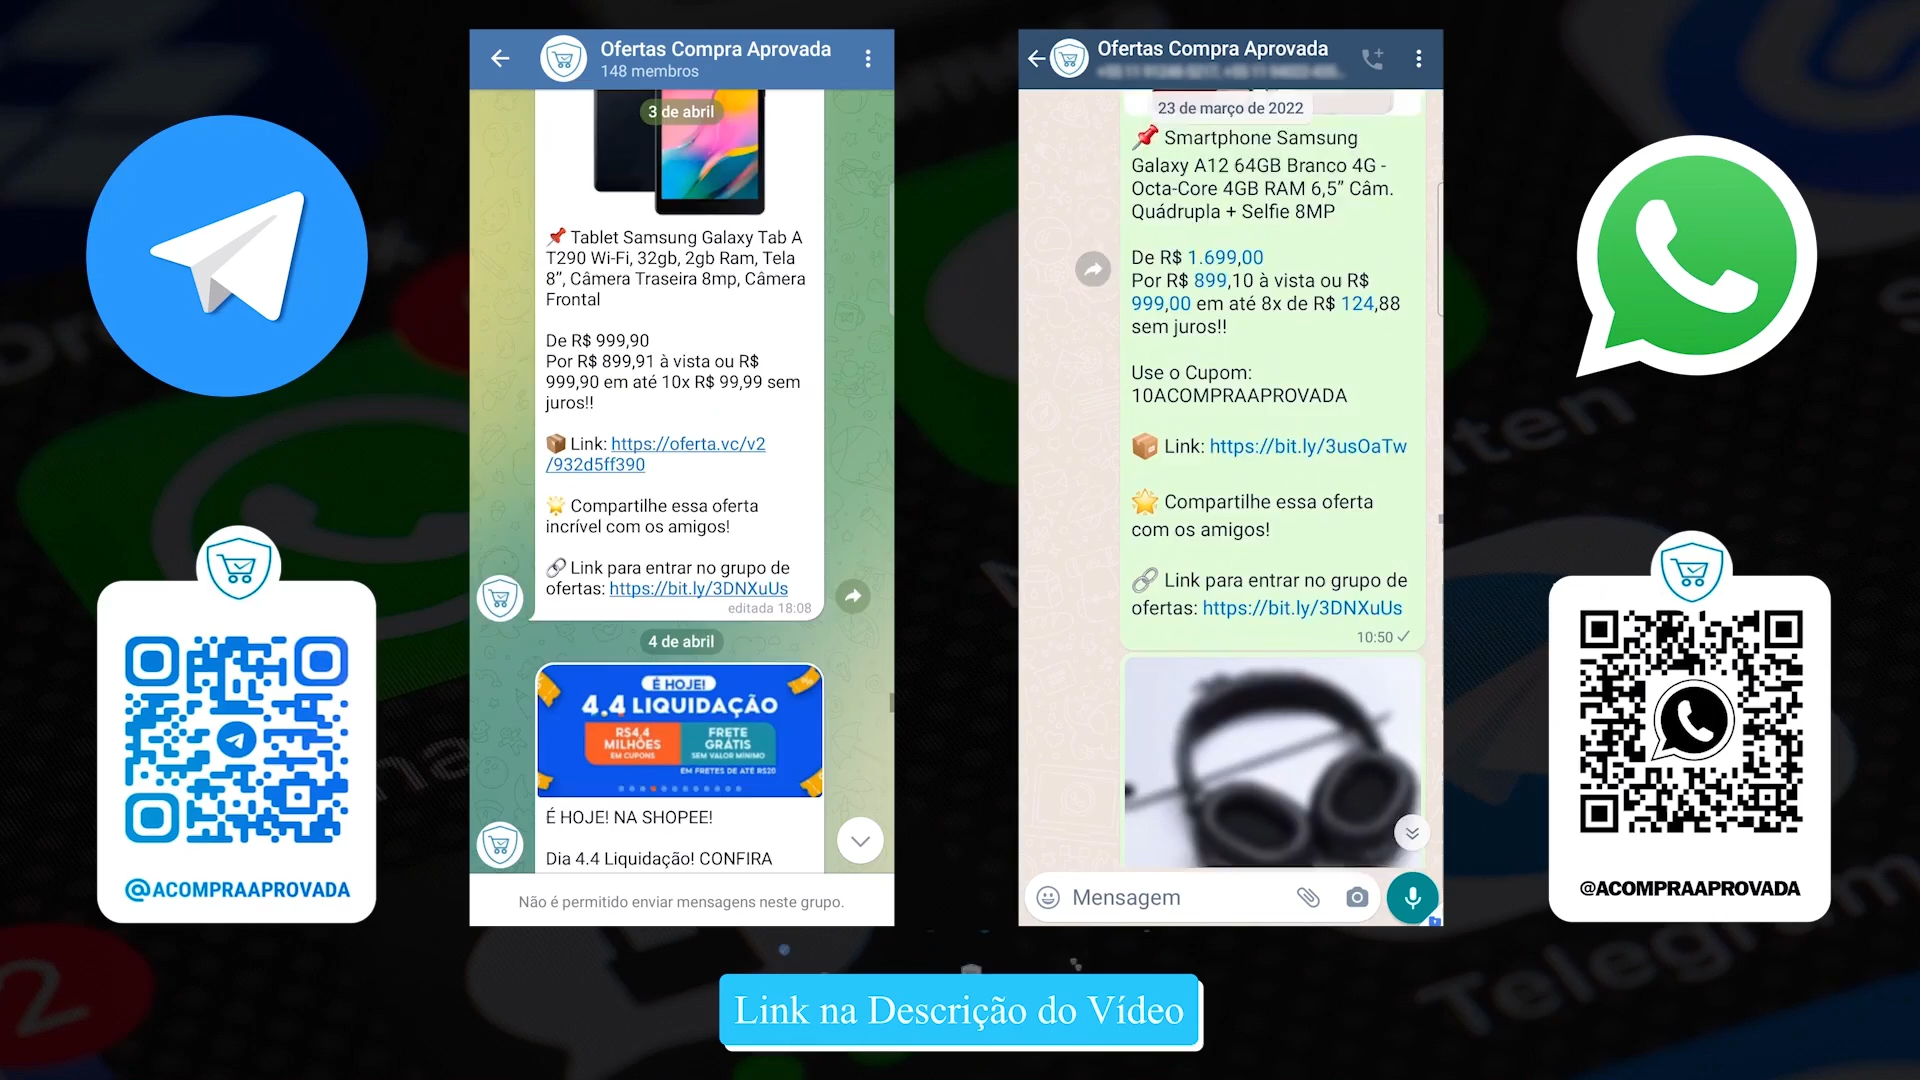 Ofertas Compra Aprovada
148 membros
3 de abril
📌 Tablet Samsung Galaxy Tab A
T290 Wi-Fi, 32gb, 2gb Ram, Tela
8”, Câmera Traseira 8mp, Câmera
Frontal
De R$ 999,90
Por R$ 899,91 à vista ou R$
999,90 em até 10x R$ 99,99 sem
juros!!
📦 Link: https://oferta.vc/v2
/932d5ff390
🌟 Compartilhe essa oferta
incrível com os amigos!
🔗 Link para entrar no grupo de
ofertas: https://bit.ly/3DNXuUs
editada 18:08
4 de abril
É HOJE!
4.4 LIQUIDAÇÃO
R$4,4
MILHÕES
EM CUPONS
FRETE
GRÁTIS
SEM VALOR MÍNIMO
EM FRETES DE ATÉ R$20
É HOJE! NA SHOPEE!
Dia 4.4 Liquidação! CONFIRA
Não é permitido enviar mensagens neste grupo.
Ofertas Compra Aprovada
23 de março de 2022
📌 Smartphone Samsung
Galaxy A12 64GB Branco 4G -
Octa-Core 4GB RAM 6,5” Câm.
Quádrupla + Selfie 8MP
De R$ 1.699,00
Por R$ 899,10 à vista ou R$
999,00 em até 8x de R$ 124,88
sem juros!!
Use o Cupom:
10ACOMPRAAPROVADA
📦 Link: https://bit.ly/3usOaTw
🌟 Compartilhe essa oferta
com os amigos!
🔗 Link para entrar no grupo de
ofertas: https://bit.ly/3DNXuUs
10:50
Mensagem
@ACOMPRAAPROVADA
@ACOMPRAAPROVADA
Link na Descrição do Vídeo
2
Telegram